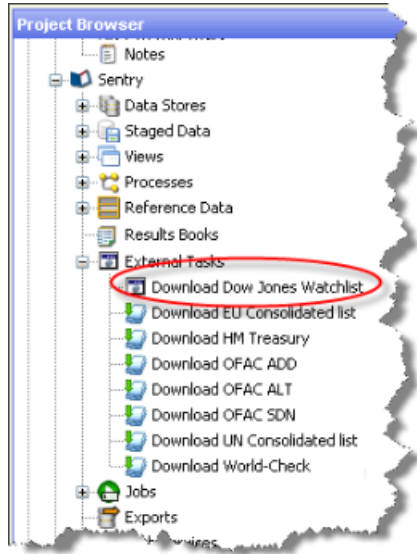 Project Browser
Notes
Sentry
Data Stores
Staged Data
Views
Processes
Reference Data
Results Books
External Tasks
Download Dow Jones Watchlist
Download EU Consolidated list
Download HM Treasury
Download OFAC ADD
Download OFAC ALT
Download OFAC SDN
Download UN Consolidated list
Download World-Check
Jobs
Exports